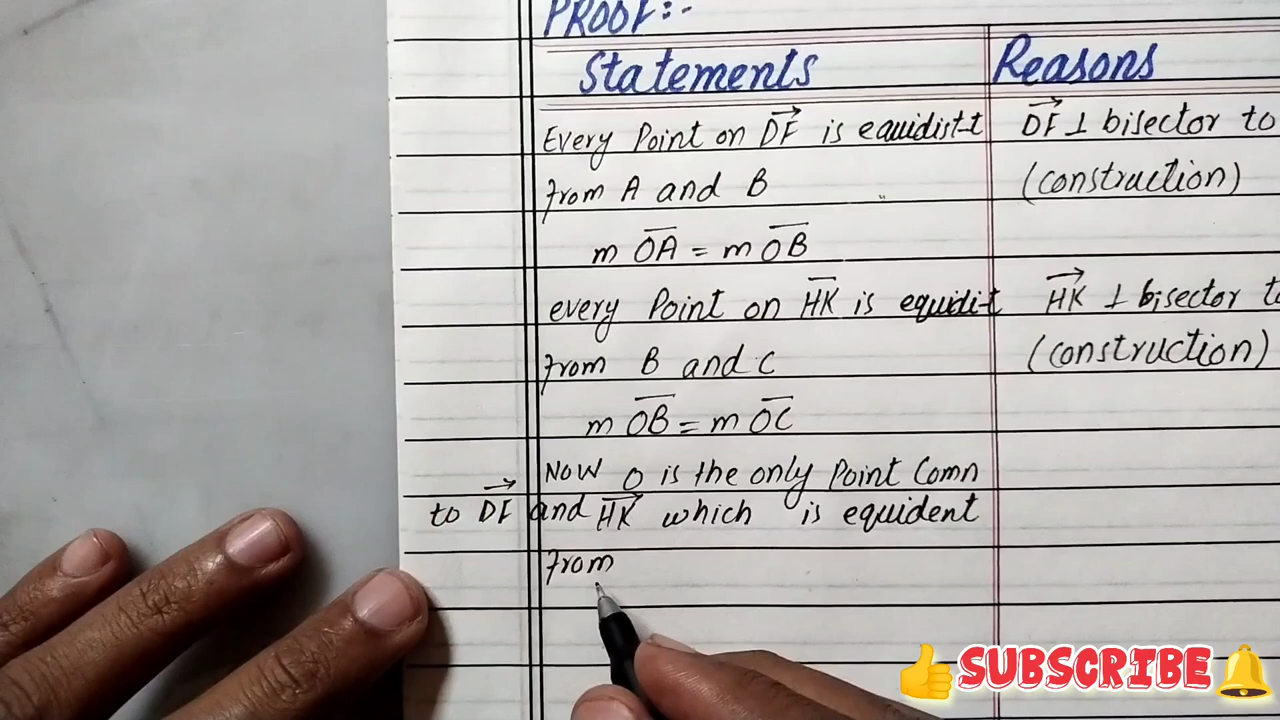 PROOF:-
Statements Reasons
Every Point on DF is equidist-t DF ⊥ bisector to
from A and B (construction)
m OA = m OB
every Point on HK is equidi-t HK ⊥ bisector to
from B and C (construction)
m OB = m OC
Now O is the only Point Comn
to DF and HK which is equident
from
SUBSCRIBE